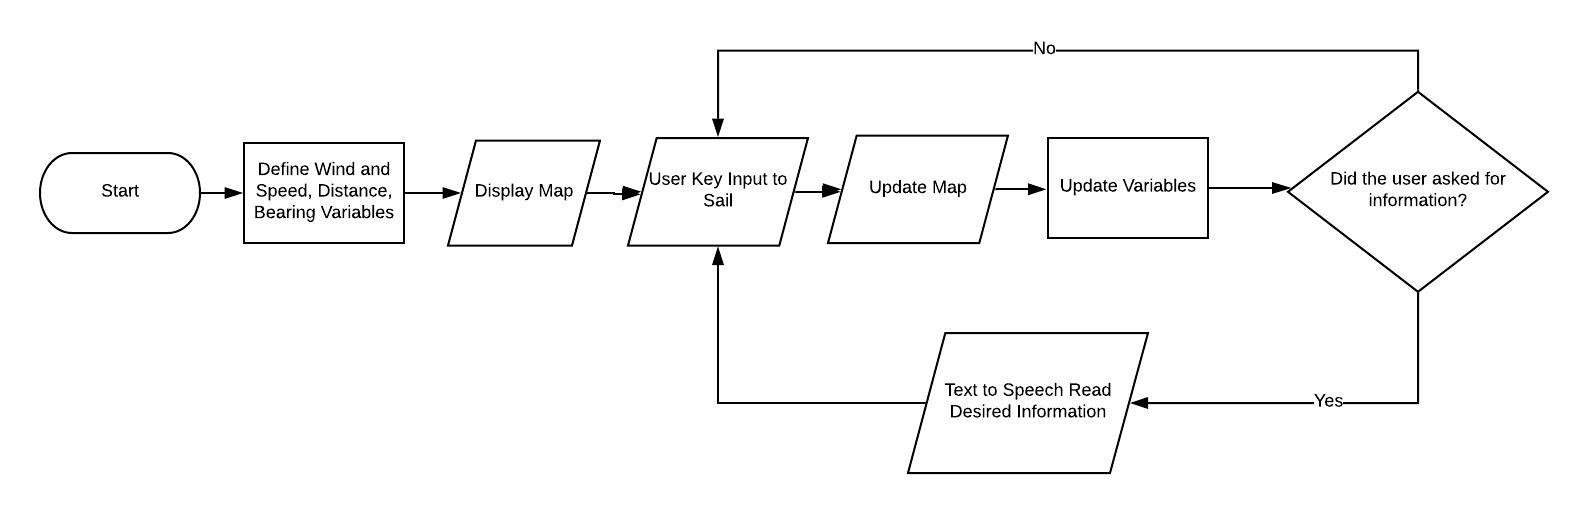 No
Start
Define Wind and
Speed, Distance,
Bearing Variables
Display Map
User Key Input to
Sail
Update Map
Update Variables
Did the user asked for
information?
Text to Speech Read
Desired Information
Yes